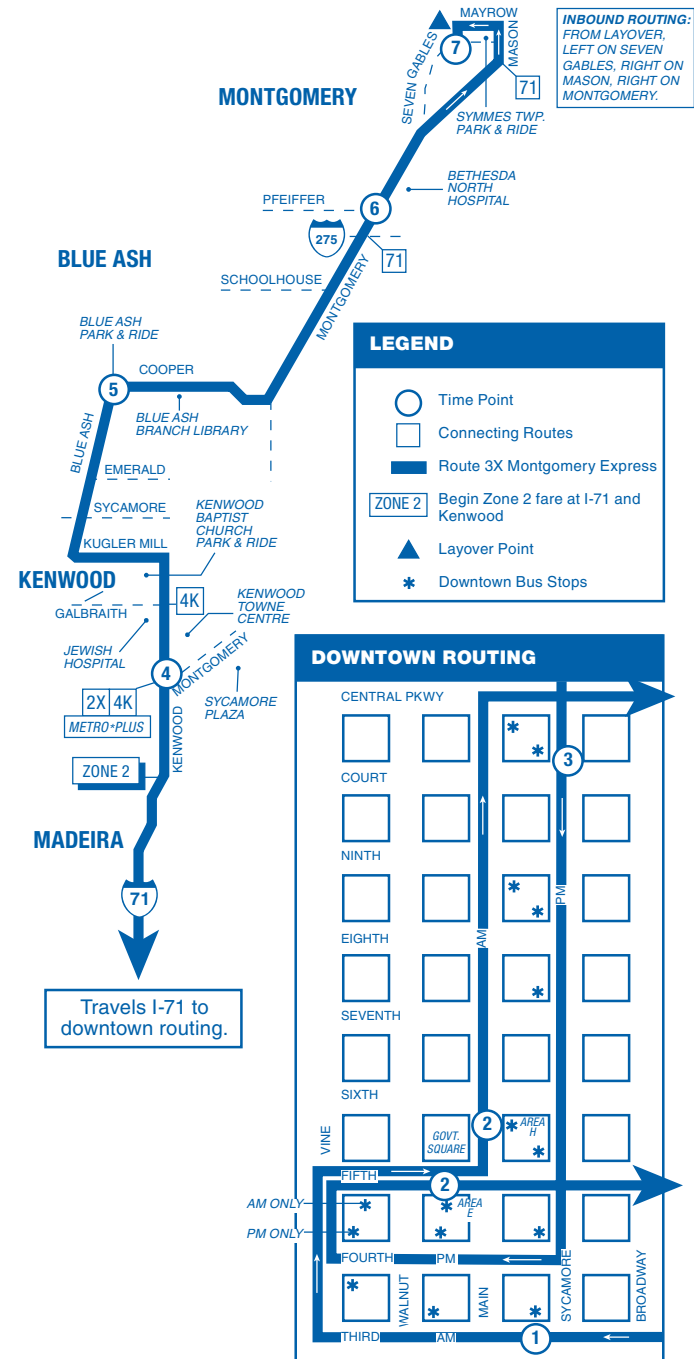 MAYROW
7
SEVEN GABLES
MASON
INBOUND ROUTING:
FROM LAYOVER,
LEFT ON SEVEN
GABLES, RIGHT ON
MASON, RIGHT ON
MONTGOMERY.
71
MONTGOMERY
SYMMES TWP.
PARK & RIDE
BETHESDA
NORTH
HOSPITAL
PFEIFFER
6
275
71
BLUE ASH
SCHOOLHOUSE
MONTGOMERY
BLUE ASH
PARK & RIDE
COOPER
5
BLUE ASH
BRANCH LIBRARY
BLUE ASH
EMERALD
SYCAMORE
KUGLER MILL
KENWOOD
BAPTIST
CHURCH
PARK & RIDE
KENWOOD
GALBRAITH
4K
KENWOOD
TOWNE
CENTRE
JEWISH
HOSPITAL
4
MONTGOMERY
2X
4K
METRO*PLUS
SYCAMORE
PLAZA
KENWOOD
ZONE 2
MADEIRA
71
Travels I-71 to
downtown routing.
LEGEND
Time Point
Connecting Routes
Route 3X Montgomery Express
ZONE 2
Begin Zone 2 fare at I-71 and
Kenwood
Layover Point
* Downtown Bus Stops
DOWNTOWN ROUTING
CENTRAL PKWY
* *
3
COURT
NINTH
* *
PM
AM
EIGHTH
*
SEVENTH
SIXTH
VINE
GOVT.
SQUARE
2
* AREA
H
*
FIFTH
2
AM ONLY
*
* AREA
E
PM ONLY
* * *
FOURTH
PM
SYCAMORE
BROADWAY
WALNUT
MAIN
* * *
THIRD
AM
1